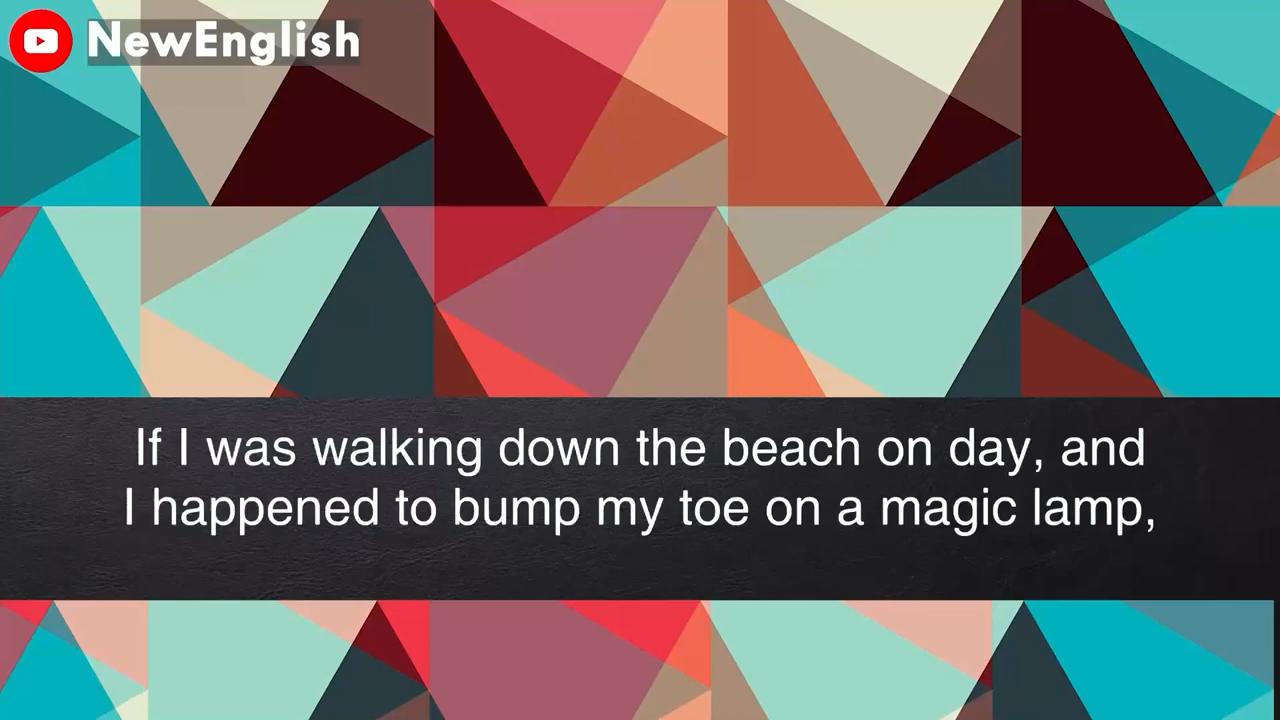 NewEnglish
If I was walking down the beach on day, and
I happened to bump my toe on a magic lamp,